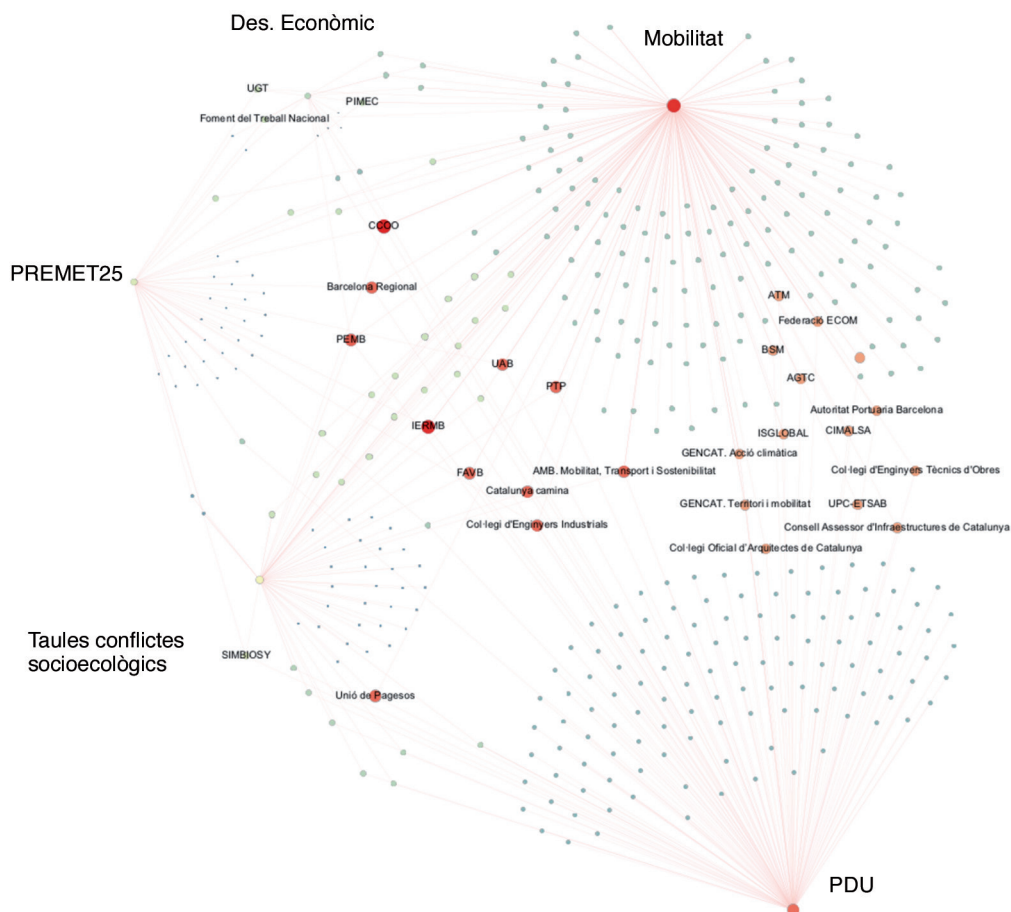 Des. Econòmic
Mobilitat
UGT
PIMEC
Foment del Treball Nacional
CCOO
PREMET25
Barcelona Regional
ATM
Federació ECOM
PEMB
BSM
UAB
AGTC
PTP
Autoritat Portuaria Barcelona
IERMB
ISGLOBAL
CIMALSA
GENCAT. Acció climàtica
FAVB
AMB. Mobilitat, Transport i Sostenibilitat
Col·legi d'Enginyers Tècnics d'Obres
Catalunya camina
GENCAT. Territori i mobilitat
UPC-ETSAB
Col·legi d'Enginyers Industrials
Consell Assessor d'Infraestructures de Catalunya
Col·legi Oficial d'Arquitectes de Catalunya
Taules conflictes
socioecològics
SIMBIOSY
Unió de Pagesos
PDU